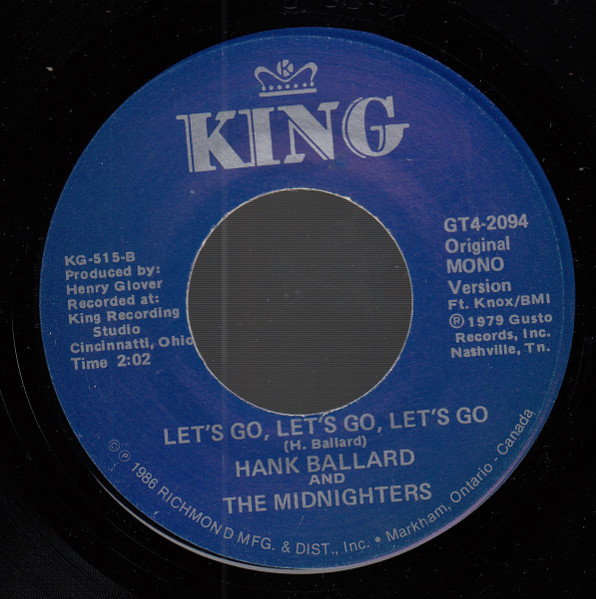 K
KING
KG-515-B
Produced by:
Henry Glover
Recorded at:
King Recording
Studio
Cincinnatti, Ohio
Time 2:02
GT4-2094
Original
MONO
Version
Ft. Knox/BMI
℗ 1979 Gusto
Records, Inc.
Nashville, Tn.
LET'S GO, LET'S GO, LET'S GO
(H. Ballard)
HANK BALLARD
AND
THE MIDNIGHTERS
© ℗ 1986 RICHMOND MFG. & DIST., Inc. • Markham, Ontario - Canada